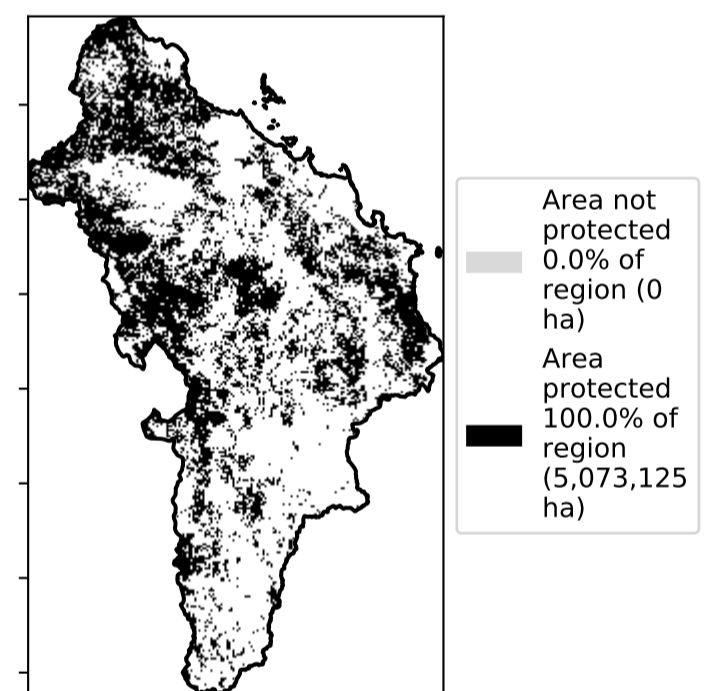 Area not
protected
0.0% of
region (0
ha)
Area
protected
100.0% of
region
(5,073,125
ha)